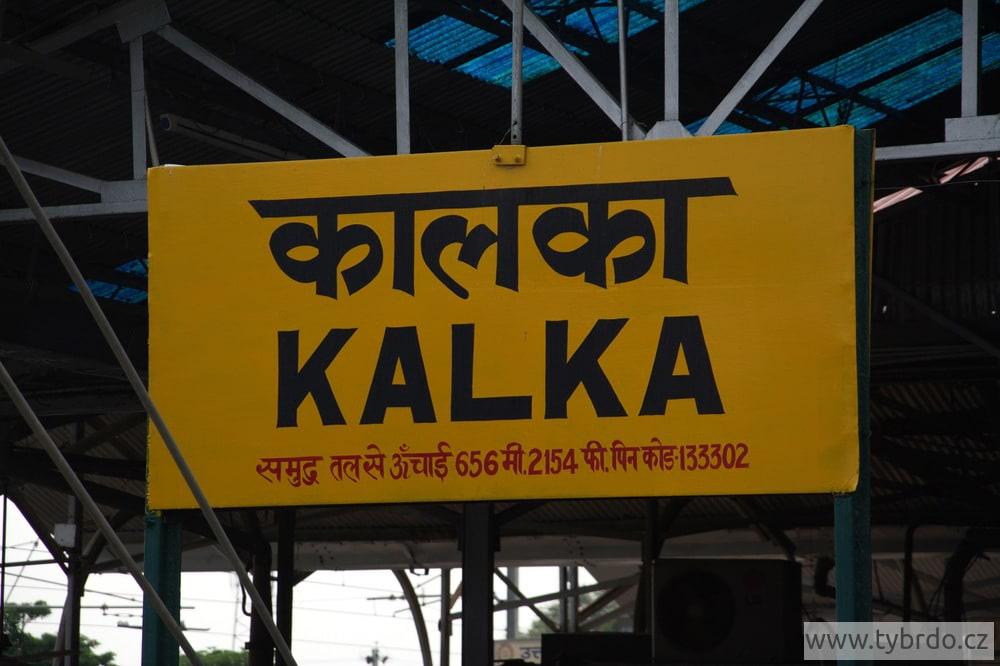 कालका
KALKA
समुद्र तल से ऊँचाई 656 मी. 2154 फी. पिन कोड-133302
www.tybrdo.cz